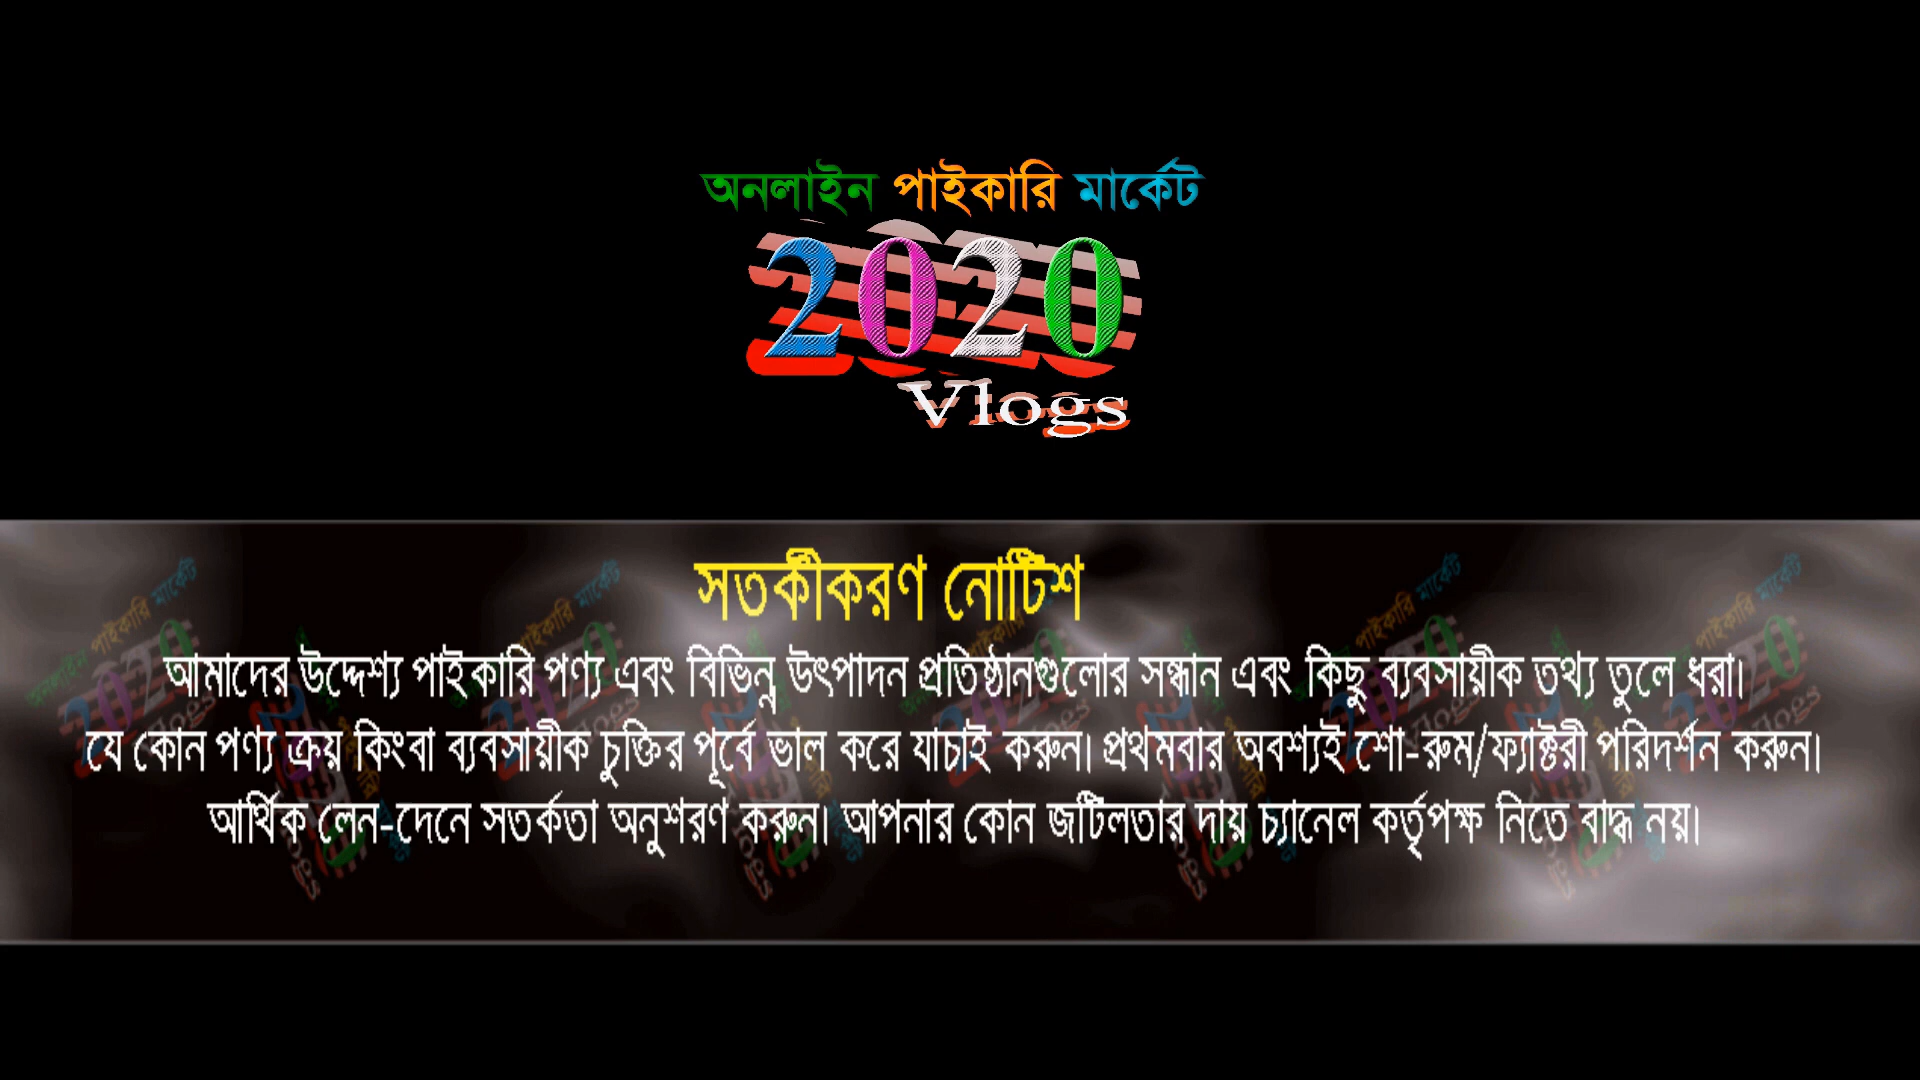 অনলাইন পাইকারি মার্কেট
2020
Vlogs
সতর্কীকরণ নোটিশ
আমাদের উদ্দেশ্য পাইকারি পণ্য এবং বিভিন্ন উৎপাদন প্রতিষ্ঠানগুলোর সন্ধান এবং কিছু ব্যবসায়ীক তথ্য তুলে ধরা।
যে কোন পণ্য ক্রয় কিংবা ব্যবসায়ীক চুক্তির পূর্বে ভাল করে যাচাই করুন। প্রথমবার অবশ্যই শো-রুম/ফ্যাক্টরী পরিদর্শন করুন।
আর্থিক লেন-দেনে সতর্কতা অনুশরণ করুন। আপনার কোন জটিলতার দায় চ্যানেল কর্তৃপক্ষ নিতে বাদ্ধ নয়।